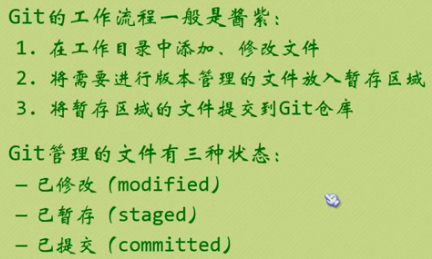 Git的工作流程一般是酱紫：
1. 在工作目录中添加、修改文件
2. 将需要进行版本管理的文件放入暂存区域
3. 将暂存区域的文件提交到Git仓库
Git管理的文件有三种状态：
– 已修改（modified）
– 已暂存（staged）
– 已提交（committed）